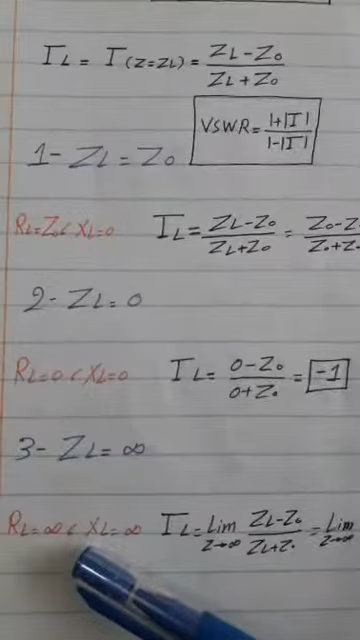 ΓL = Γ(Z=ZL) = ZL-Z0 / ZL+Z0
VSWR = 1+|Γ| / 1-|Γ|
1- ZL = Z0
RL=Z0 , XL=0 ΓL = ZL-Z0 / ZL+Z0 = Z0-Z / Z0+Z
2- ZL = 0
RL=0 , XL=0 ΓL = 0-Z0 / 0+Z0 = -1
3- ZL = ∞
RL=∞ , XL=∞ ΓL = Lim Z→∞ ZL-Z0 / ZL+Z0 = Lim Z→∞